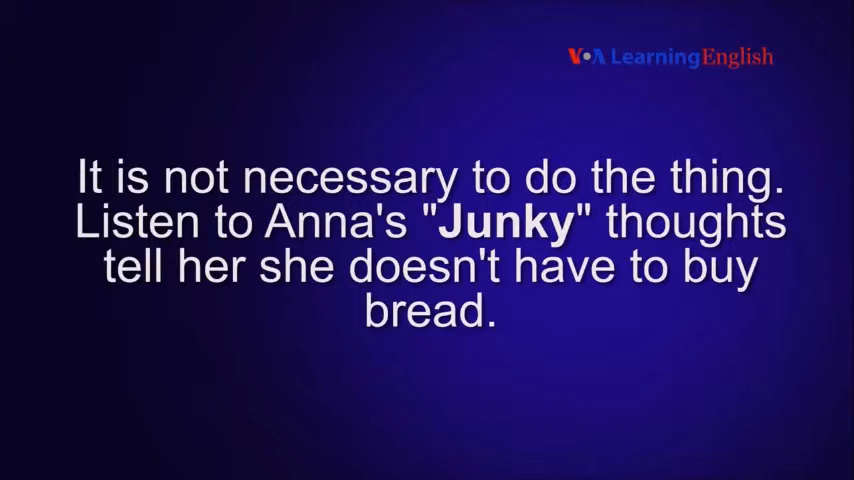 VOA LearningEnglish
It is not necessary to do the thing.
Listen to Anna's "Junky" thoughts
tell her she doesn't have to buy
bread.